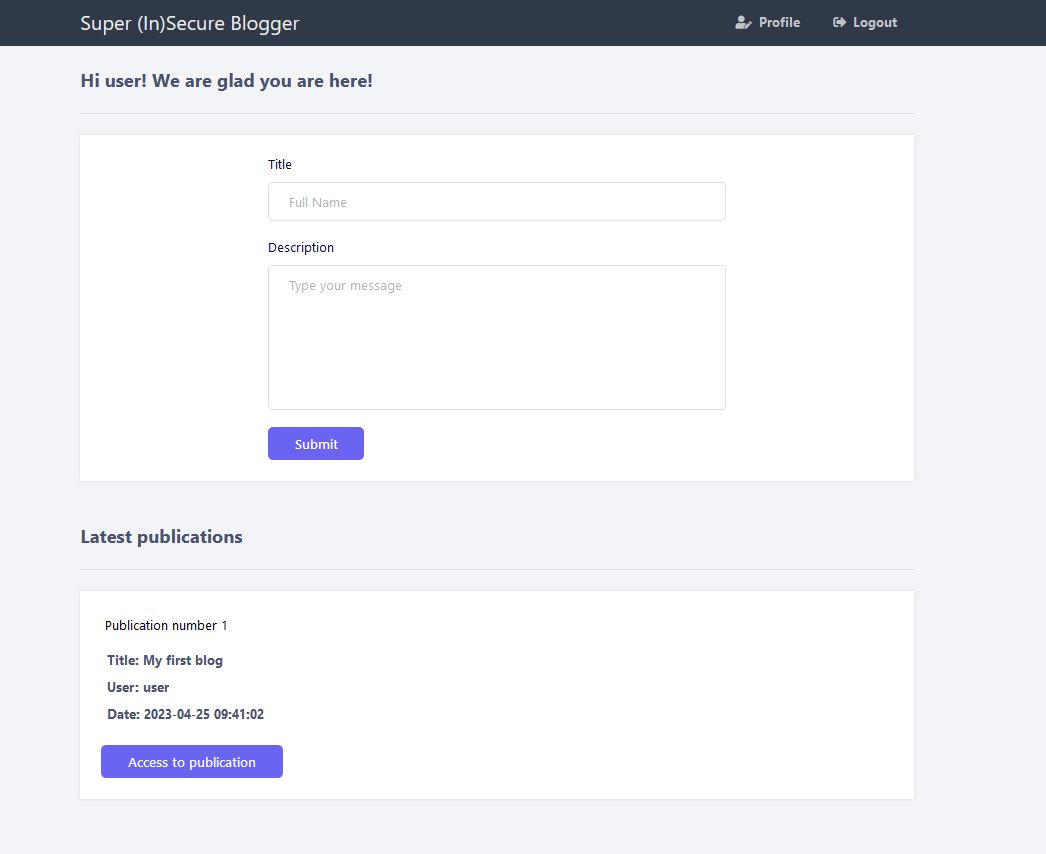 Super (In)Secure Blogger
Profile
Logout
Hi user! We are glad you are here!
Title
Full Name
Description
Type your message
Submit
Latest publications
Publication number 1
Title: My first blog
User: user
Date: 2023-04-25 09:41:02
Access to publication